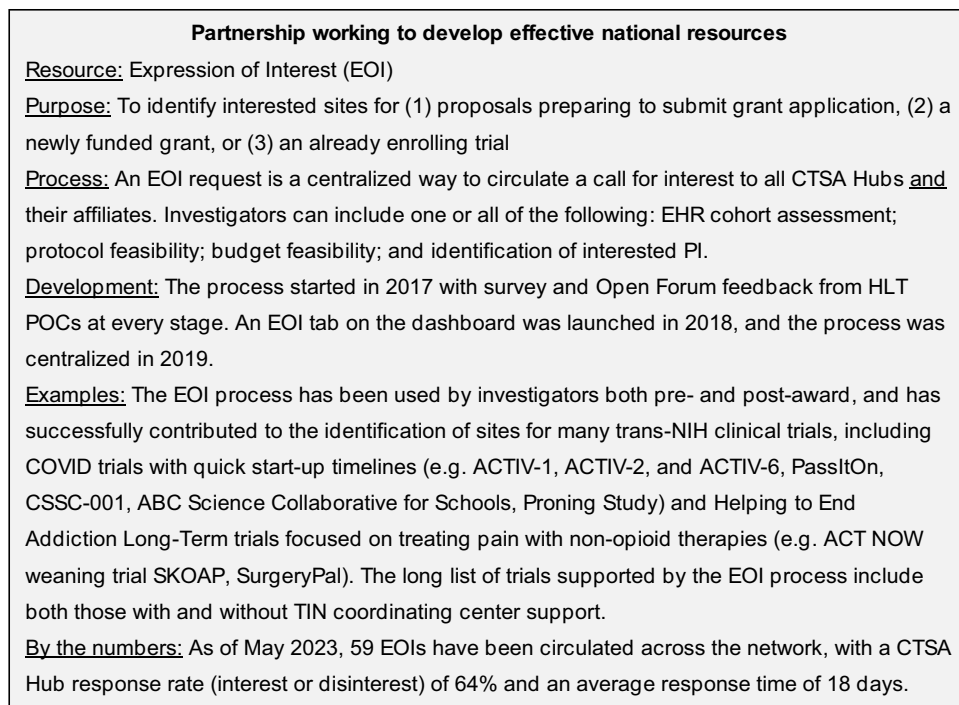 Partnership working to develop effective national resources
Resource: Expression of Interest (EOI)
Purpose: To identify interested sites for (1) proposals preparing to submit grant application, (2) a
newly funded grant, or (3) an already enrolling trial
Process: An EOI request is a centralized way to circulate a call for interest to all CTSA Hubs and
their affiliates. Investigators can include one or all of the following: EHR cohort assessment;
protocol feasibility; budget feasibility; and identification of interested PI.
Development: The process started in 2017 with survey and Open Forum feedback from HLT
POCs at every stage. An EOI tab on the dashboard was launched in 2018, and the process was
centralized in 2019.
Examples: The EOI process has been used by investigators both pre- and post-award, and has
successfully contributed to the identification of sites for many trans-NIH clinical trials, including
COVID trials with quick start-up timelines (e.g. ACTIV-1, ACTIV-2, and ACTIV-6, PassItOn,
CSSC-001, ABC Science Collaborative for Schools, Proning Study) and Helping to End
Addiction Long-Term trials focused on treating pain with non-opioid therapies (e.g. ACT NOW
weaning trial SKOAP, SurgeryPal). The long list of trials supported by the EOI process include
both those with and without TIN coordinating center support.
By the numbers: As of May 2023, 59 EOIs have been circulated across the network, with a CTSA
Hub response rate (interest or disinterest) of 64% and an average response time of 18 days.